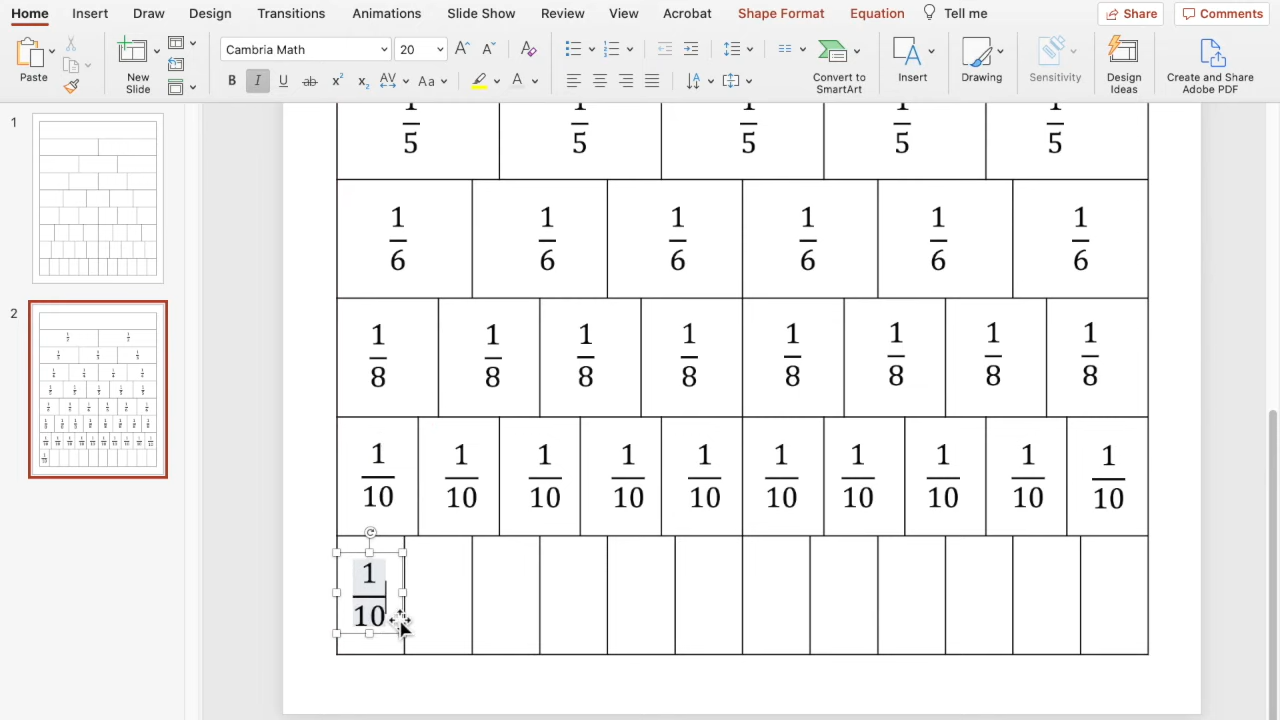 Home Insert Draw Design Transitions Animations Slide Show Review View Acrobat Shape Format Equation Tell me Share Comments
Paste
New
Slide
Cambria Math 20
B I U ab x² x₂ AV Aa A
Convert to
SmartArt
Insert
Drawing
Sensitivity
Design
Ideas
Create and Share
Adobe PDF
1
2
1 1 1 1 1
5 5 5 5 5
1 1 1 1 1 1
6 6 6 6 6 6
1 1 1 1 1 1 1 1
8 8 8 8 8 8 8 8
1 1 1 1 1 1 1 1 1 1
10 10 10 10 10 10 10 10 10 10
1
10